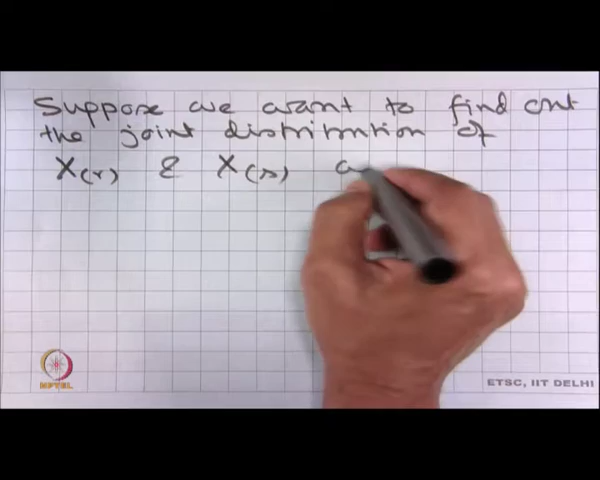 Suppose we want to find out
the joint distribution of
X(r) & X(s) a
NPTEL
ETSC, IIT DELHI